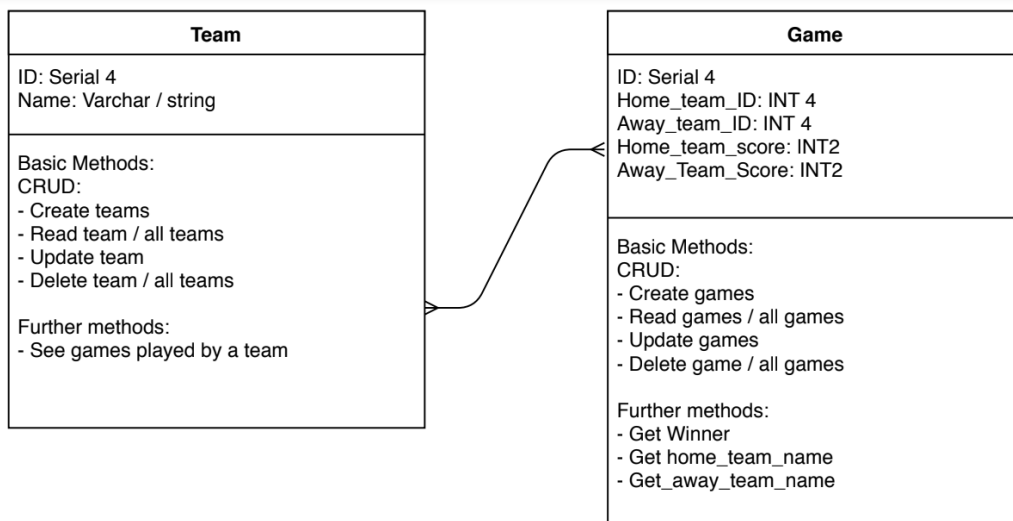 Team
ID: Serial 4
Name: Varchar / string
Basic Methods:
CRUD:
- Create teams
- Read team / all teams
- Update team
- Delete team / all teams
Further methods:
- See games played by a team
Game
ID: Serial 4
Home_team_ID: INT 4
Away_team_ID: INT 4
Home_team_score: INT2
Away_Team_Score: INT2
Basic Methods:
CRUD:
- Create games
- Read games / all games
- Update games
- Delete game / all games
Further methods:
- Get Winner
- Get home_team_name
- Get_away_team_name